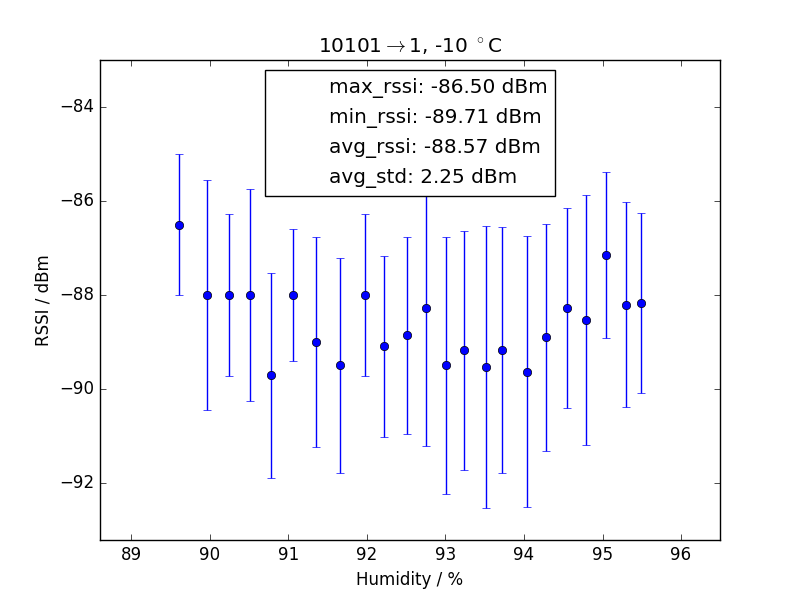 10101→1, -10 °C
max_rssi: -86.50 dBm
min_rssi: -89.71 dBm
avg_rssi: -88.57 dBm
avg_std: 2.25 dBm
−84
−86
−88
−90
−92
RSSI / dBm
89 90 91 92 93 94 95 96
Humidity / %